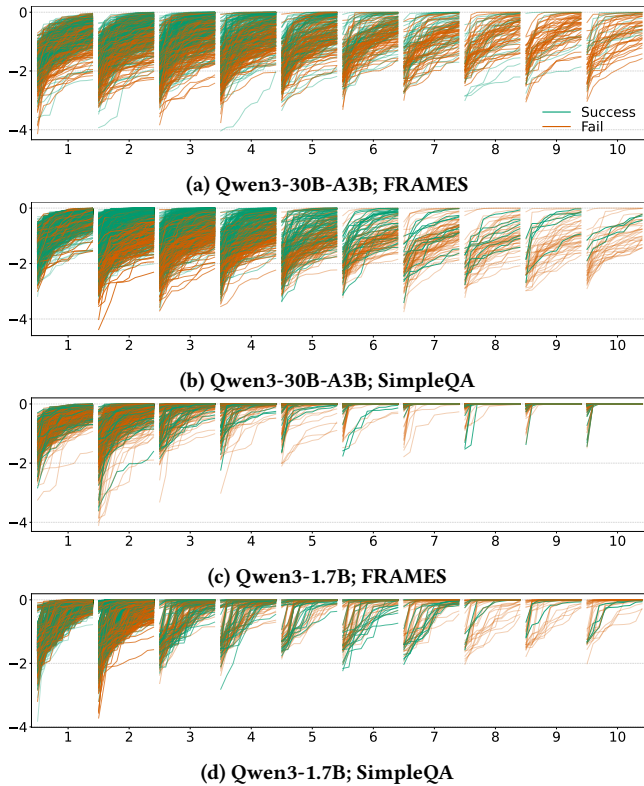 0
−2
−4
1 2 3 4 5 6 7 8 9 10
Success
Fail
(a) Qwen3-30B-A3B; FRAMES
0
−2
−4
1 2 3 4 5 6 7 8 9 10
(b) Qwen3-30B-A3B; SimpleQA
0
−2
−4
1 2 3 4 5 6 7 8 9 10
(c) Qwen3-1.7B; FRAMES
0
−2
−4
1 2 3 4 5 6 7 8 9 10
(d) Qwen3-1.7B; SimpleQA